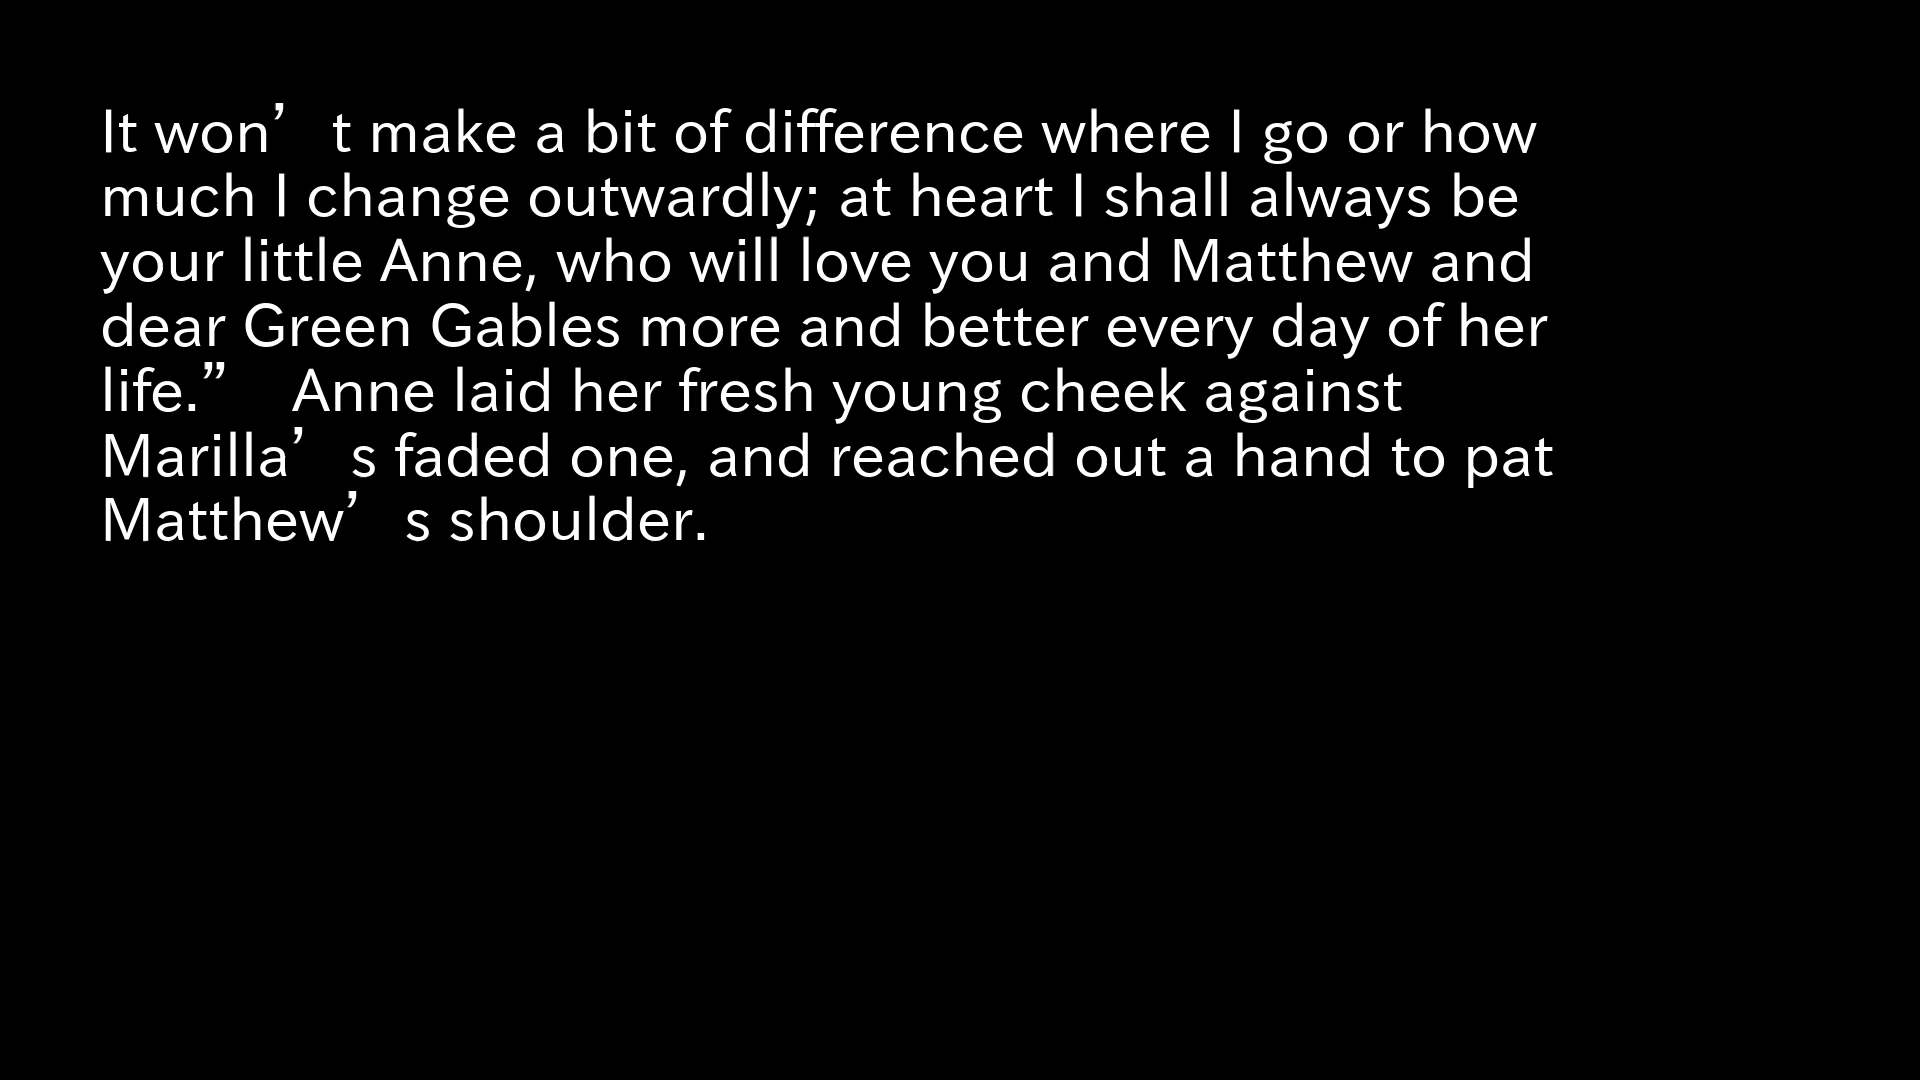 It won’t make a bit of difference where I go or how
much I change outwardly; at heart I shall always be
your little Anne, who will love you and Matthew and
dear Green Gables more and better every day of her
life.” Anne laid her fresh young cheek against
Marilla’s faded one, and reached out a hand to pat
Matthew’s shoulder.